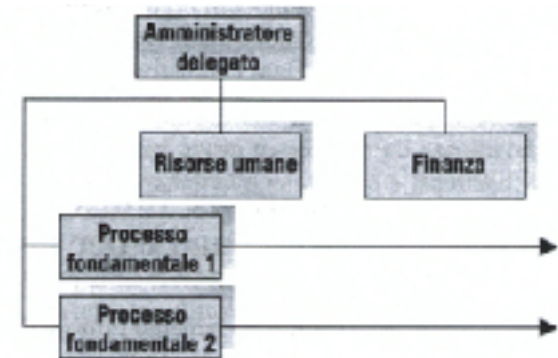 Amministratore
delegato
Risorse umane
Finanza
Processo
fondamentale 1
Processo
fondamentale 2